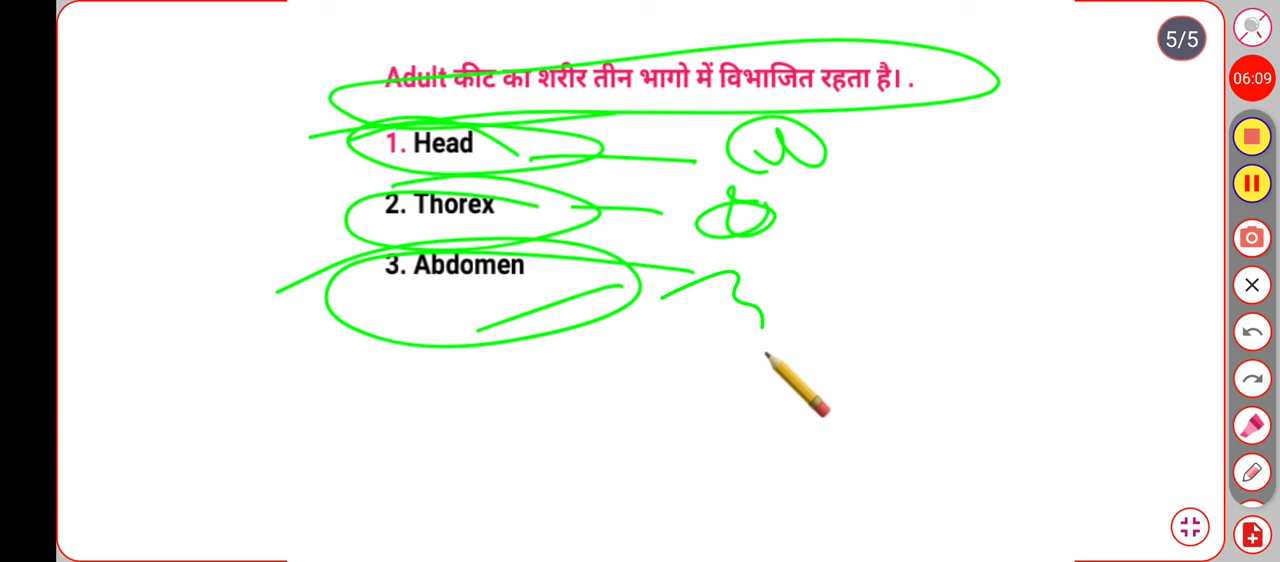 5/5
Adult कीट का शरीर तीन भागो में विभाजित रहता है। .
06:09
1. Head
2. Thorex
3. Abdomen